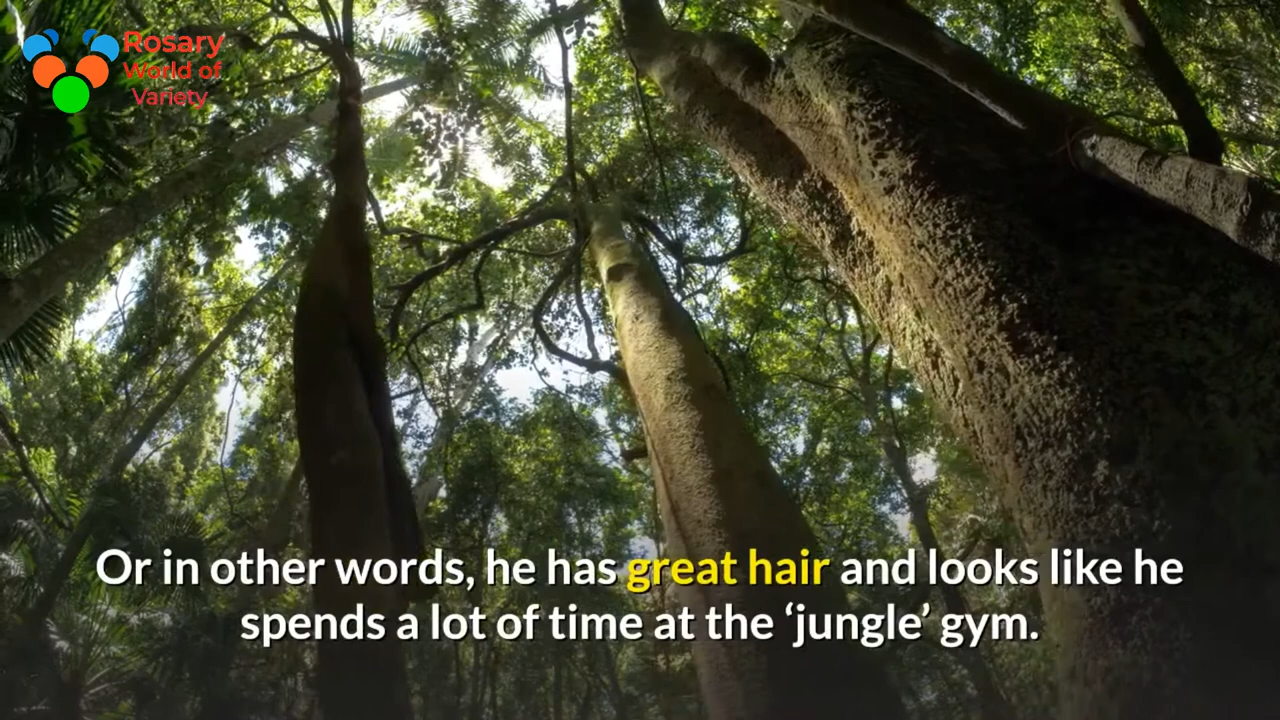 Rosary
World of
Variety
Or in other words, he has great hair and looks like he
spends a lot of time at the ‘jungle’ gym.